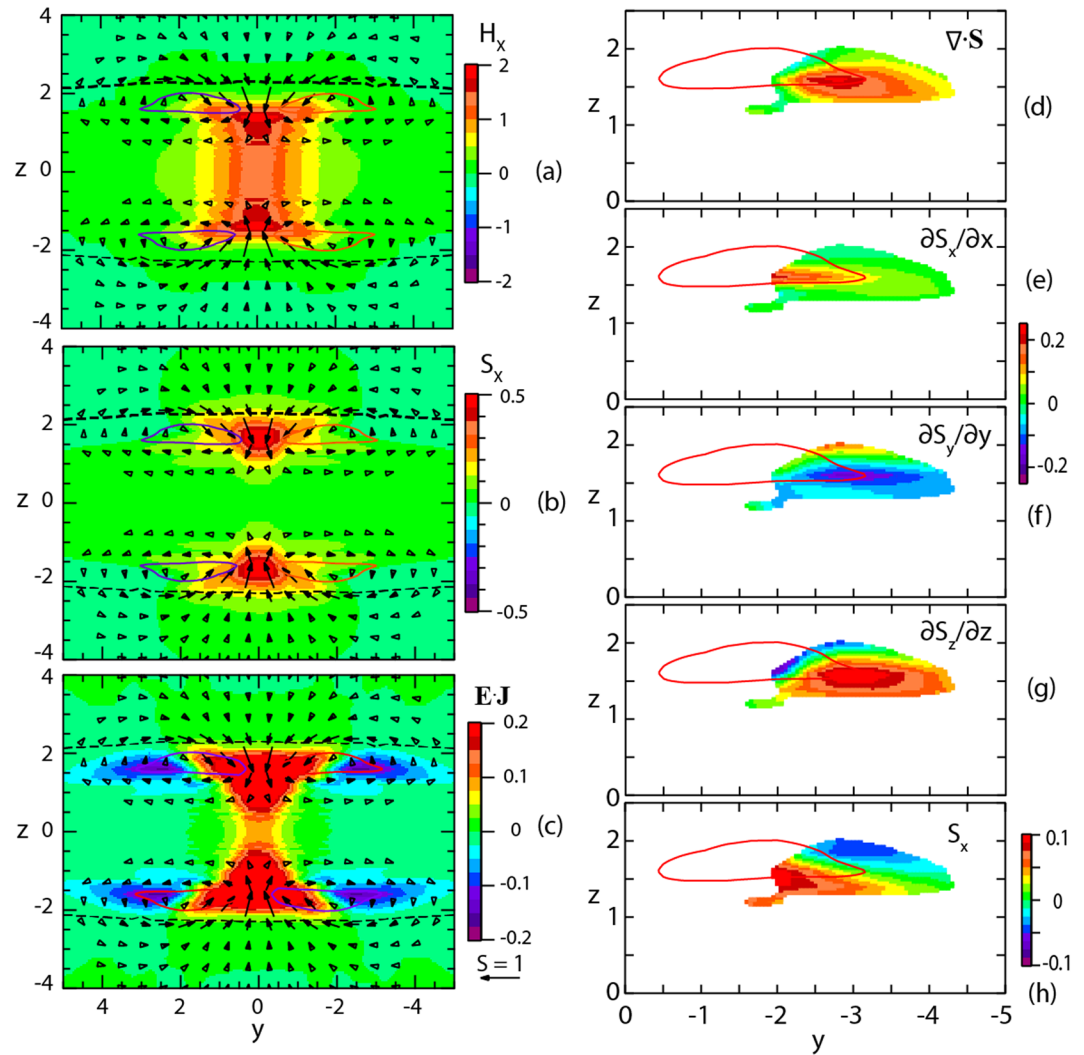 4
2
z 0
-2
-4
Hx
2
1
0
-1
-2
(a)
4
2
z 0
-2
-4
Sx
0.5
0
-0.5
(b)
4
2
z 0
-2
-4
4 2 0 -2 -4
y
E·J
0.2
0.1
0
-0.1
-0.2
(c)
S = 1
2
z
1
0
∇·S
(d)
2
z
1
0
∂Sx/∂x
(e)
2
z
1
0
∂Sy/∂y
(f)
0.2
0
-0.2
2
z
1
0
∂Sz/∂z
(g)
2
z
1
0
Sx
0.1
0
-0.1
(h)
0 -1 -2 -3 -4 -5
y